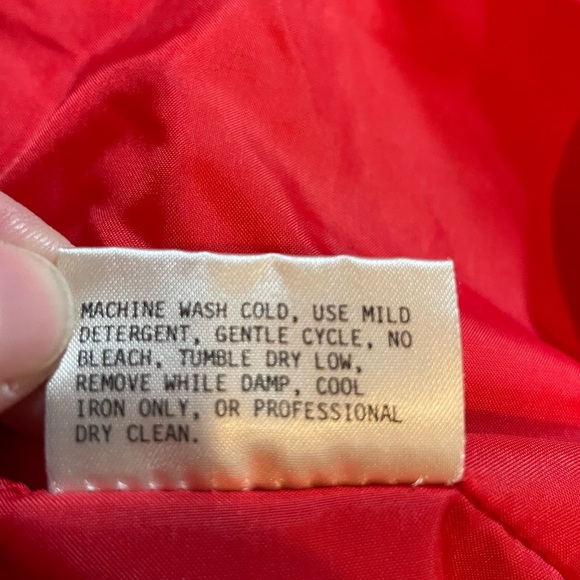 MACHINE WASH COLD, USE MILD
DETERGENT, GENTLE CYCLE, NO
BLEACH. TUMBLE DRY LOW,
REMOVE WHILE DAMP, COOL
IRON ONLY, OR PROFESSIONAL
DRY CLEAN.